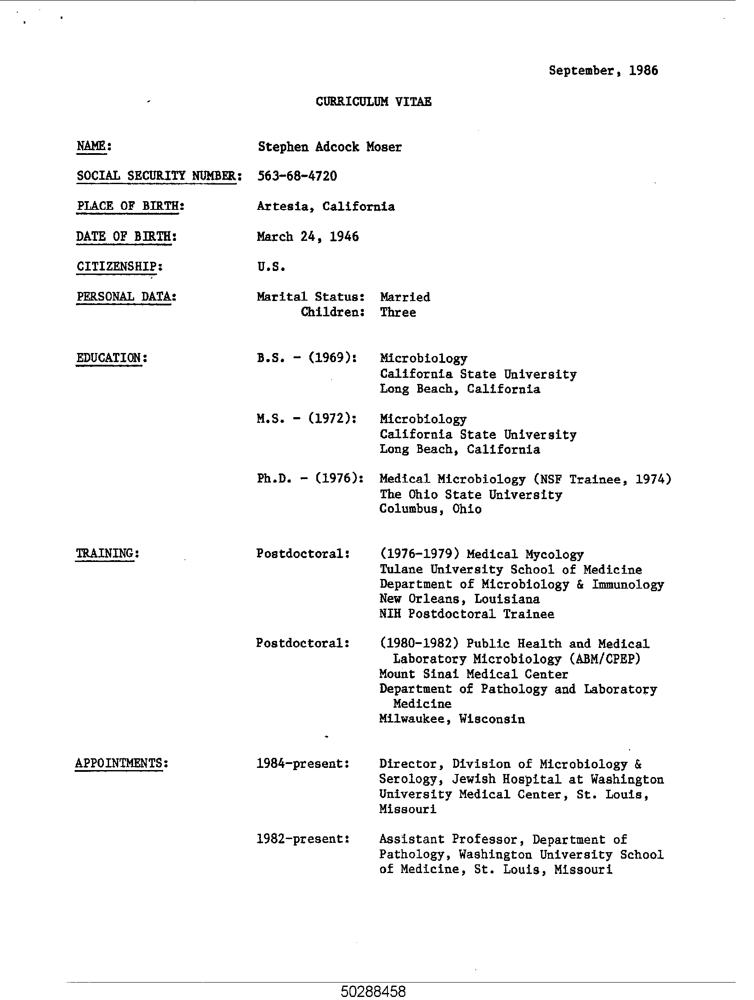 September, 1986
CURRICULUM VITAE
NAME: Stephen Adcock Moser
SOCIAL SECURITY NUMBER: 563-68-4720
PLACE OF BIRTH: Artesia, California
DATE OF BIRTH: March 24, 1946
CITIZENSHIP: U.S.
PERSONAL DATA: Marital Status: Married
Children: Three
EDUCATION: B.S. - (1969): Microbiology
California State University
Long Beach, California
M.S. - (1972): Microbiology
California State University
Long Beach, California
Ph.D. - (1976): Medical Microbiology (NSF Trainee, 1974)
The Ohio State University
Columbus, Ohio
TRAINING: Postdoctoral: (1976-1979) Medical Mycology
Tulane University School of Medicine
Department of Microbiology & Immunology
New Orleans, Louisiana
NIH Postdoctoral Trainee
Postdoctoral: (1980-1982) Public Health and Medical
Laboratory Microbiology (ABM/CPEP)
Mount Sinai Medical Center
Department of Pathology and Laboratory
Medicine
Milwaukee, Wisconsin
APPOINTMENTS: 1984-present: Director, Division of Microbiology &
Serology, Jewish Hospital at Washington
University Medical Center, St. Louis,
Missouri
1982-present: Assistant Professor, Department of
Pathology, Washington University School
of Medicine, St. Louis, Missouri
50288458